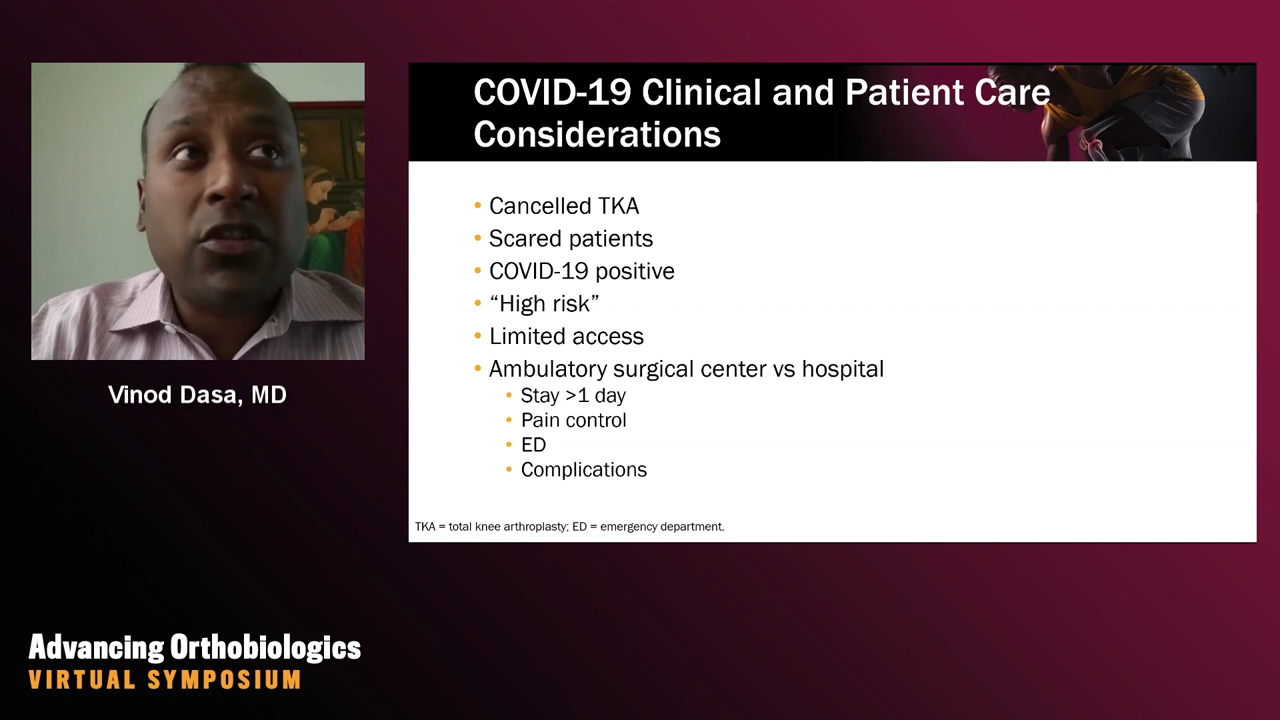 COVID-19 Clinical and Patient Care
Considerations
• Cancelled TKA
• Scared patients
• COVID-19 positive
• “High risk”
• Limited access
• Ambulatory surgical center vs hospital
• Stay >1 day
• Pain control
• ED
• Complications
TKA = total knee arthroplasty; ED = emergency department.
Vinod Dasa, MD
Advancing Orthobiologics
VIRTUAL SYMPOSIUM